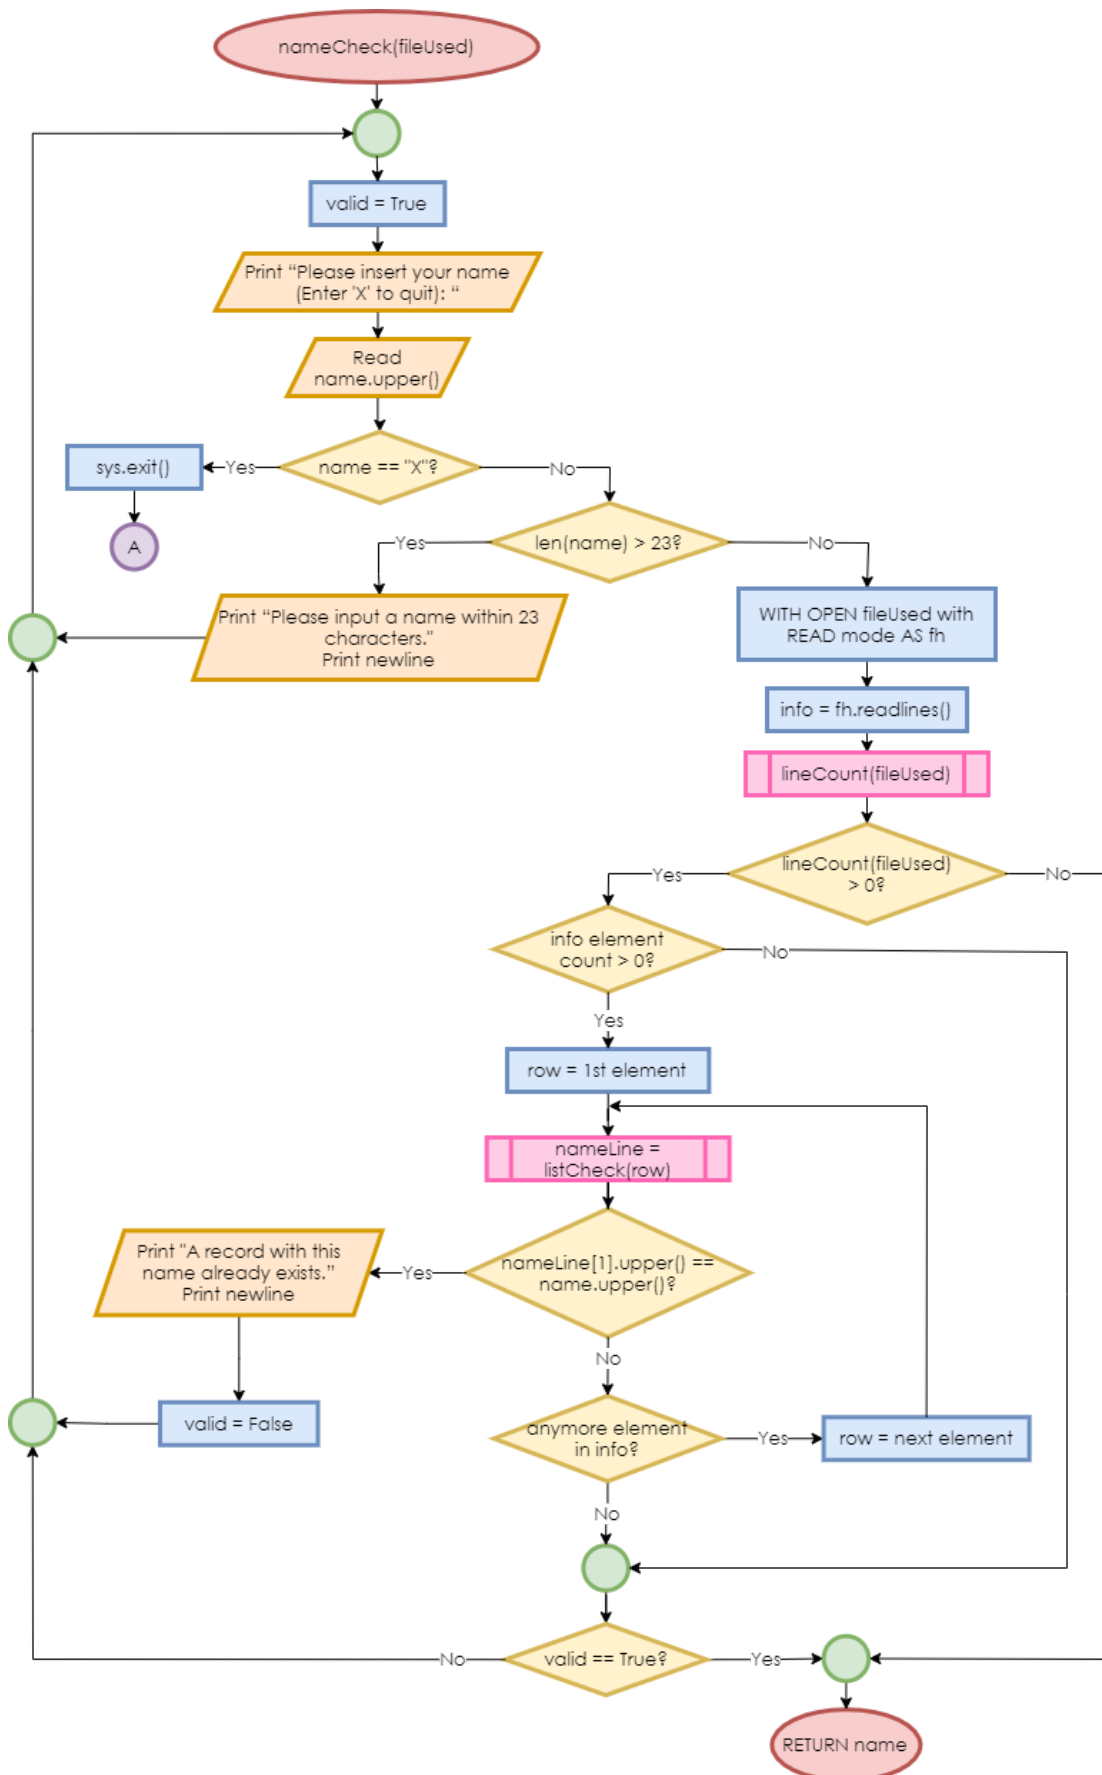 nameCheck(fileUsed)
valid = True
Print “Please insert your name
(Enter 'X' to quit): “
Read
name.upper()
name == "X"?
Yes
No
sys.exit()
A
len(name) > 23?
Yes
No
Print “Please input a name within 23
characters."
Print newline
WITH OPEN fileUsed with
READ mode AS fh
info = fh.readlines()
lineCount(fileUsed)
lineCount(fileUsed)
> 0?
Yes
No
info element
count > 0?
No
Yes
row = 1st element
nameLine =
listCheck(row)
nameLine[1].upper() ==
name.upper()?
Yes
Print "A record with this
name already exists.”
Print newline
No
valid = False
anymore element
in info?
Yes
row = next element
No
valid == True?
No
Yes
RETURN name